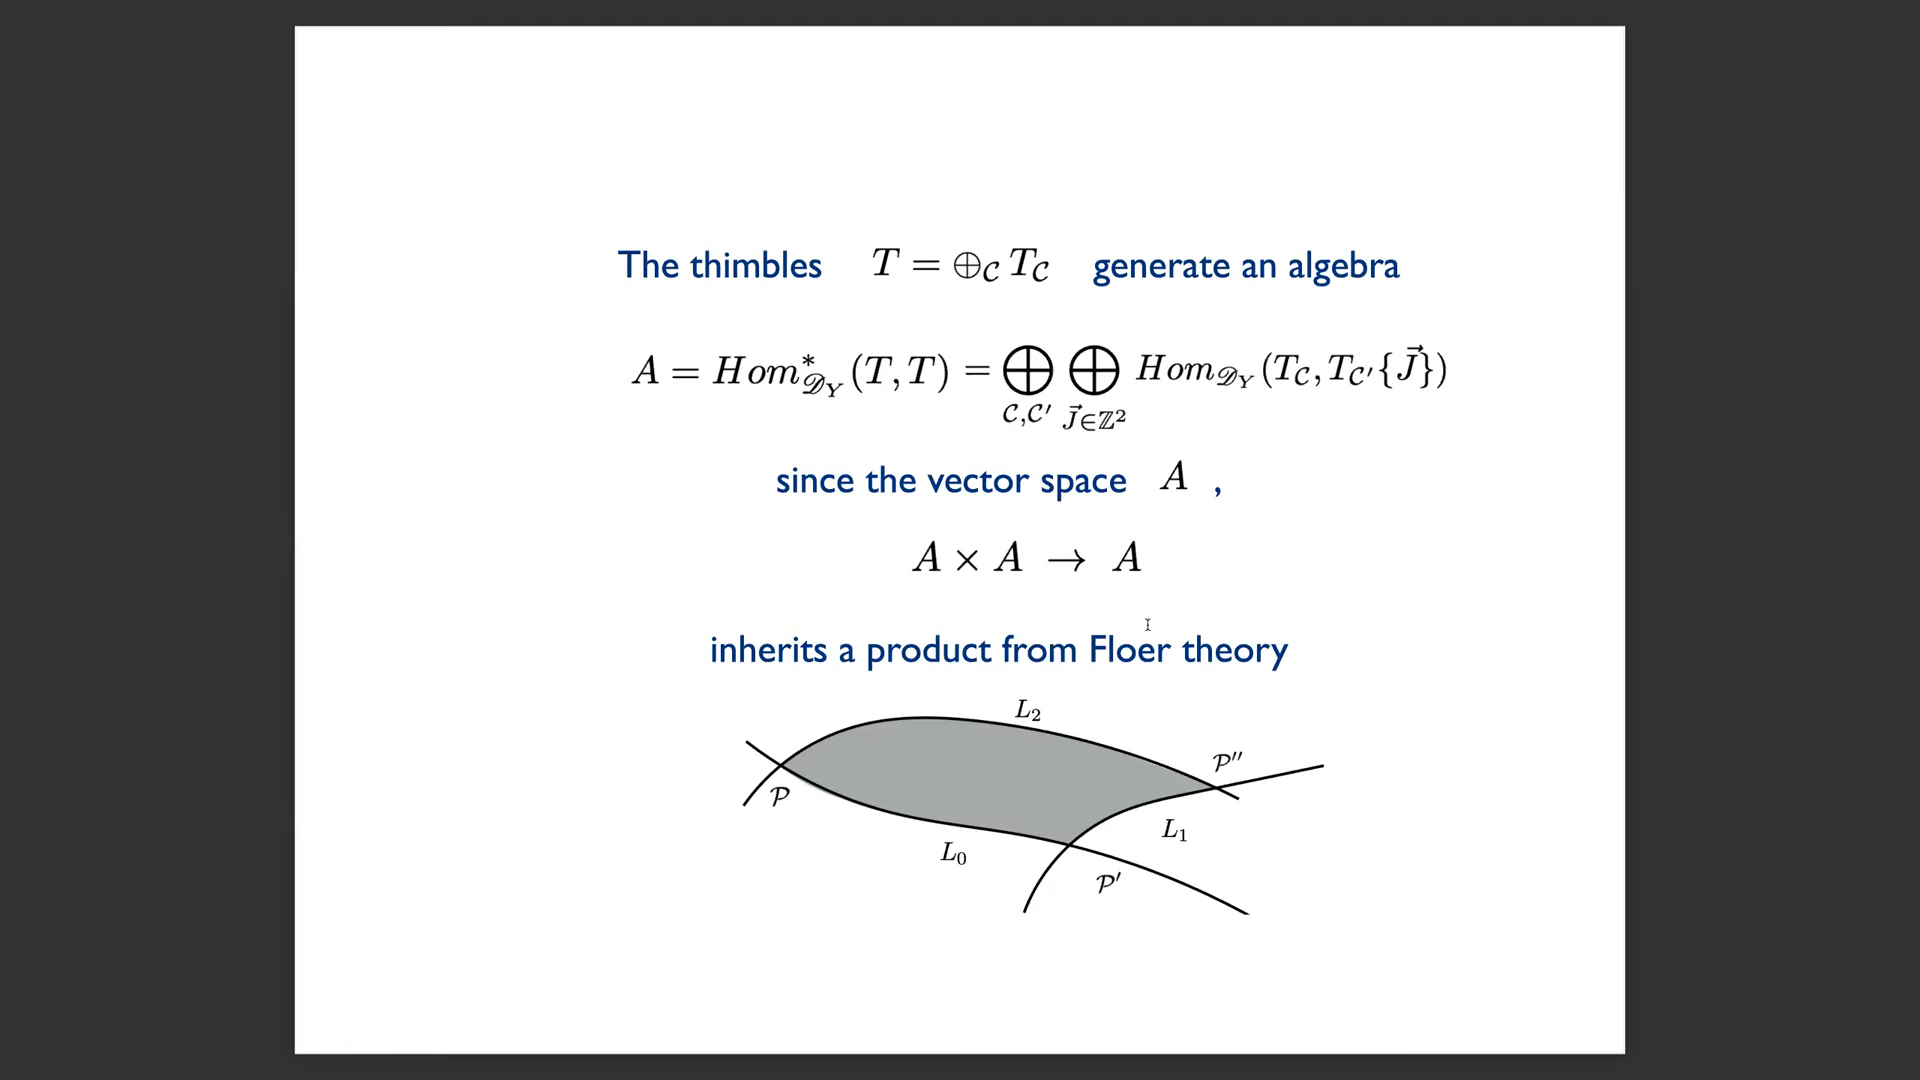 The thimbles T = ⊕_𝒞 T_𝒞 generate an algebra
A = Hom*_{𝒟_Y}(T, T) = ⊕_{𝒞,𝒞′} ⊕_{J⃗∈ℤ²} Hom_{𝒟_Y}(T_𝒞, T_{𝒞′}{J⃗})
since the vector space A ,
A × A → A
inherits a product from Floer theory
L₂
𝒫″
𝒫
L₁
L₀
𝒫′